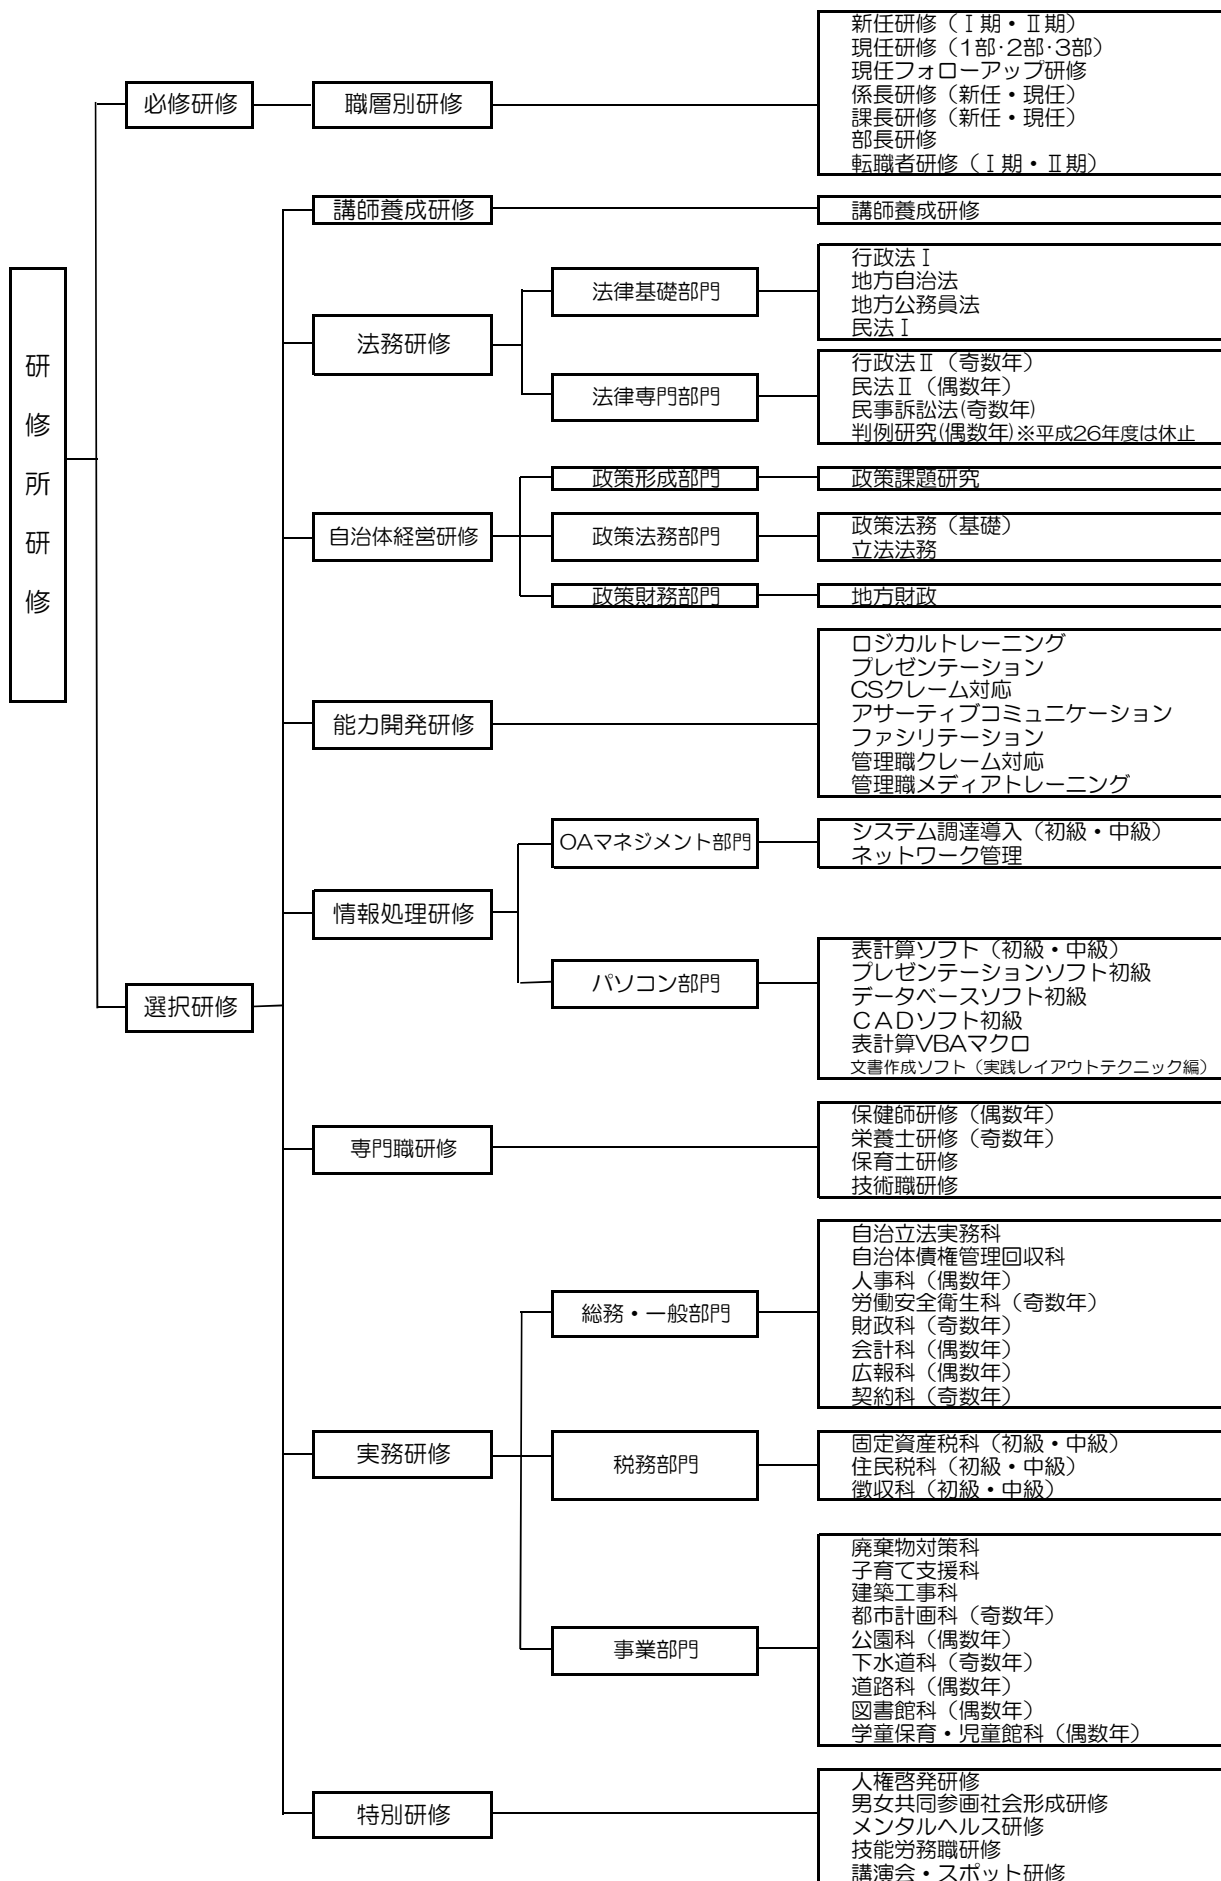 研修所研修
必修研修
職層別研修
新任研修（Ⅰ期・Ⅱ期）
現任研修（1部･2部･3部）
現任フォローアップ研修
係長研修（新任・現任）
課長研修（新任・現任）
部長研修
転職者研修（Ⅰ期・Ⅱ期）
選択研修
講師養成研修
講師養成研修
法務研修
法律基礎部門
行政法Ⅰ
地方自治法
地方公務員法
民法Ⅰ
法律専門部門
行政法Ⅱ（奇数年）
民法Ⅱ（偶数年）
民事訴訟法(奇数年)
判例研究(偶数年)※平成26年度は休止
自治体経営研修
政策形成部門
政策課題研究
政策法務部門
政策法務（基礎）
立法法務
政策財務部門
地方財政
能力開発研修
ロジカルトレーニング
プレゼンテーション
CSクレーム対応
アサーティブコミュニケーション
ファシリテーション
管理職クレーム対応
管理職メディアトレーニング
情報処理研修
OAマネジメント部門
システム調達導入（初級・中級）
ネットワーク管理
パソコン部門
表計算ソフト（初級・中級）
プレゼンテーションソフト初級
データベースソフト初級
ＣＡＤソフト初級
表計算VBAマクロ
文書作成ソフト（実践レイアウトテクニック編）
専門職研修
保健師研修（偶数年）
栄養士研修（奇数年）
保育士研修
技術職研修
実務研修
総務・一般部門
自治立法実務科
自治体債権管理回収科
人事科（偶数年）
労働安全衛生科（奇数年）
財政科（奇数年）
会計科（偶数年）
広報科（偶数年）
契約科（奇数年）
税務部門
固定資産税科（初級・中級）
住民税科（初級・中級）
徴収科（初級・中級）
事業部門
廃棄物対策科
子育て支援科
建築工事科
都市計画科（奇数年）
公園科（偶数年）
下水道科（奇数年）
道路科（偶数年）
図書館科（偶数年）
学童保育・児童館科（偶数年）
特別研修
人権啓発研修
男女共同参画社会形成研修
メンタルヘルス研修
技能労務職研修
講演会・スポット研修